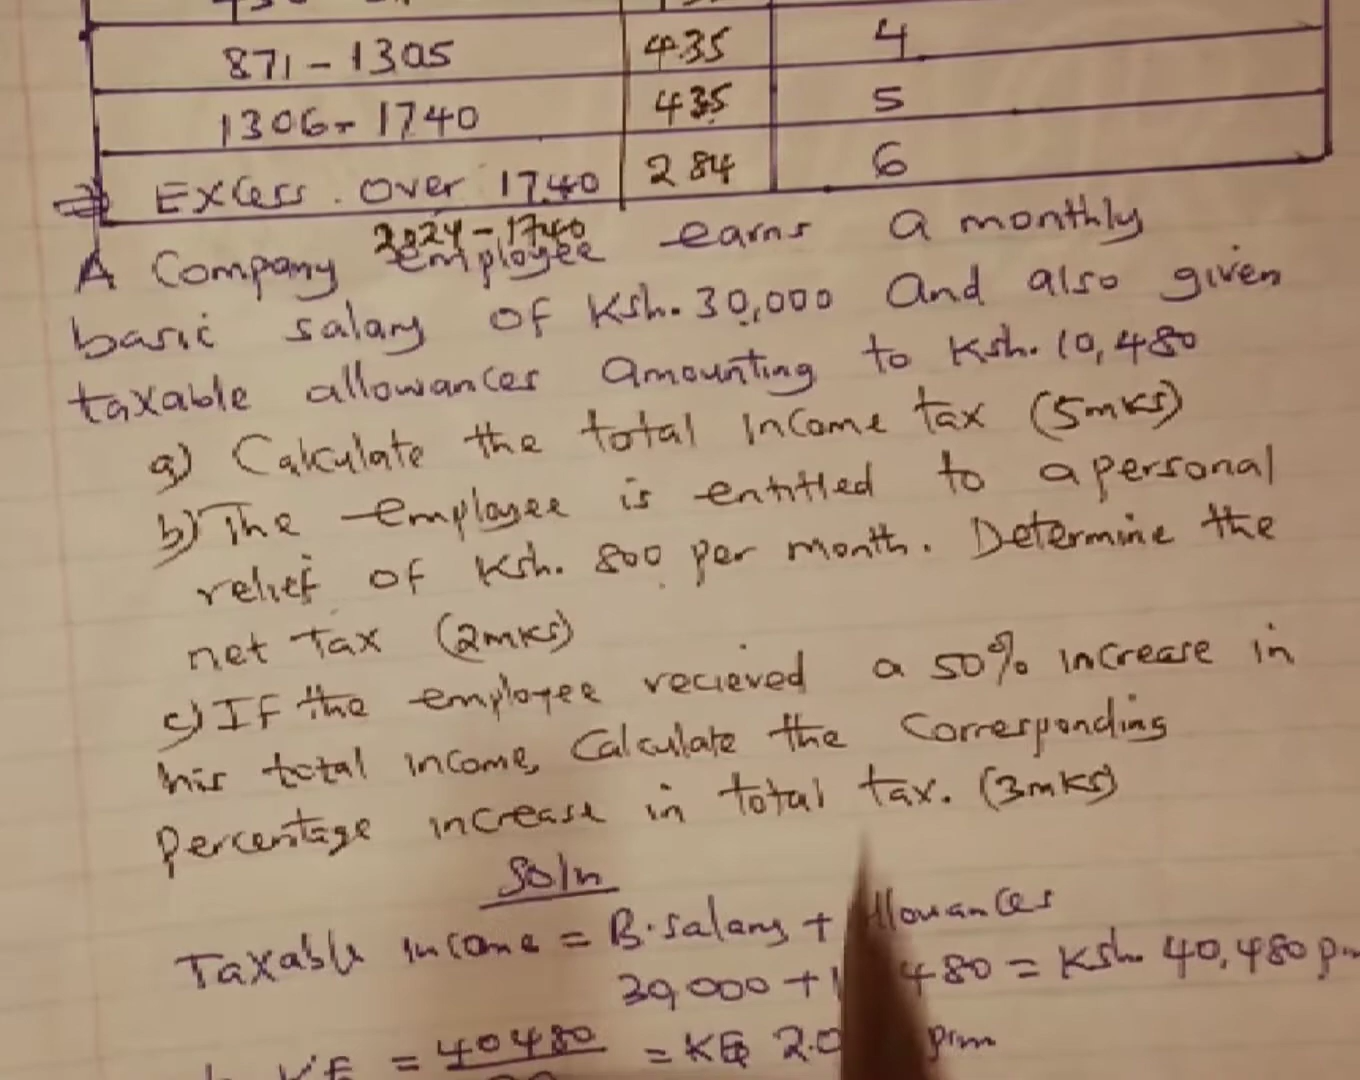 871 - 1305 435 4
1306 - 1740 435 5
Excess. Over 1740 284 6
2024 - 1740
A Company employee earns a monthly
basic salary of Ksh. 30,000 and also given
taxable allowances amounting to Ksh. 10,480
a) Calculate the total income tax (5mks)
b) The employee is entitled to a personal
relief of Ksh. 800 per month. Determine the
net tax (2mks)
c) If the employee recieved a 50% increase in
his total income, Calculate the Corresponding
Percentage increase in total tax. (3mks)
Soln
Taxable income = B. salary + llowances
30,000 + 1 480 = Ksh. 40,480 p.
K£ = 40480 = K£ 2.0 p.m